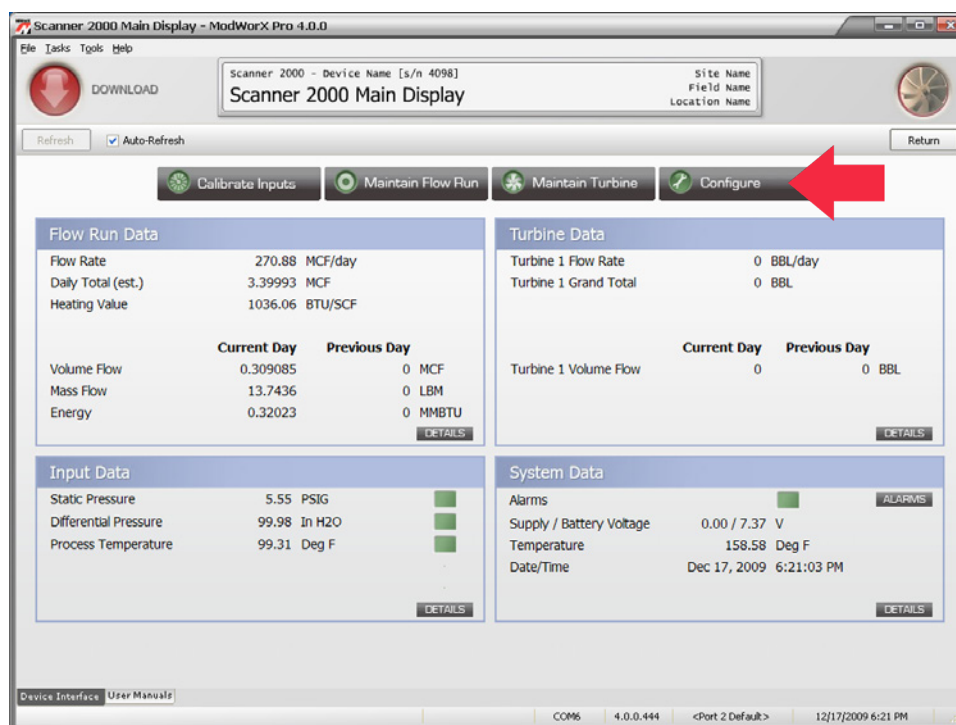 Scanner 2000 Main Display - ModWorX Pro 4.0.0
File Tasks Tools Help
DOWNLOAD
Scanner 2000 - Device Name [s/n 4098]
Scanner 2000 Main Display
Site Name
Field Name
Location Name
Refresh Auto-Refresh Return
Calibrate Inputs Maintain Flow Run Maintain Turbine Configure
Flow Run Data
Flow Rate 270.88 MCF/day
Daily Total (est.) 3.39993 MCF
Heating Value 1036.06 BTU/SCF
Current Day Previous Day
Volume Flow 0.309085 0 MCF
Mass Flow 13.7436 0 LBM
Energy 0.32023 0 MMBTU
DETAILS
Turbine Data
Turbine 1 Flow Rate 0 BBL/day
Turbine 1 Grand Total 0 BBL
Current Day Previous Day
Turbine 1 Volume Flow 0 0 BBL
DETAILS
Input Data
Static Pressure 5.55 PSIG
Differential Pressure 99.98 In H2O
Process Temperature 99.31 Deg F
DETAILS
System Data
Alarms ALARMS
Supply / Battery Voltage 0.00 / 7.37 V
Temperature 158.58 Deg F
Date/Time Dec 17, 2009 6:21:03 PM
DETAILS
Device Interface User Manuals
COM6 4.0.0.444 <Port 2 Default> 12/17/2009 6:21 PM